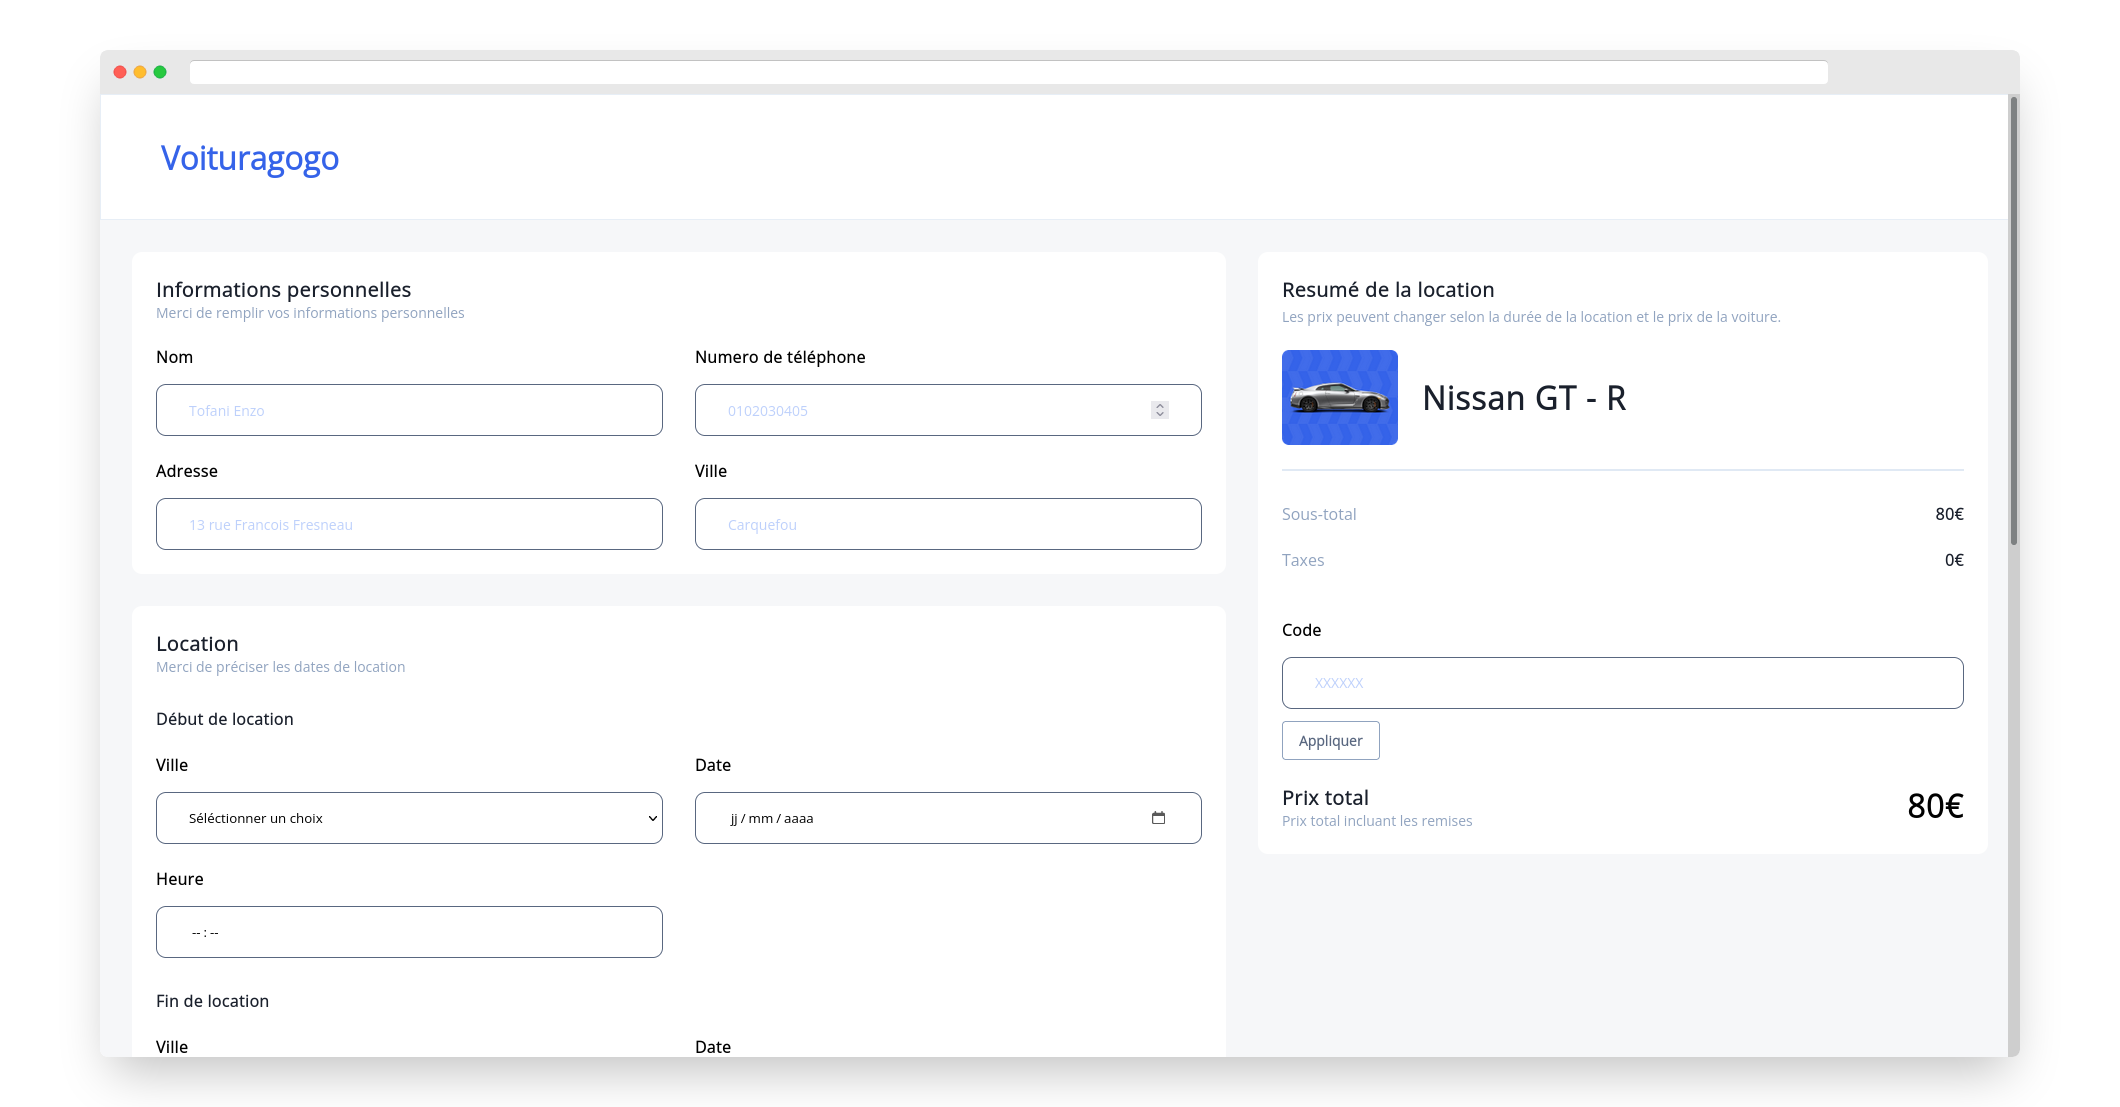 Voituragogo
Informations personnelles
Merci de remplir vos informations personnelles
Nom
Numero de téléphone
Tofani Enzo
0102030405
Adresse
Ville
13 rue Francois Fresneau
Carquefou
Location
Merci de préciser les dates de location
Début de location
Ville
Date
Séléctionner un choix
jj / mm / aaaa
Heure
-- : --
Fin de location
Ville
Date
Resumé de la location
Les prix peuvent changer selon la durée de la location et le prix de la voiture.
Nissan GT - R
Sous-total
80€
Taxes
0€
Code
XXXXXX
Appliquer
Prix total
80€
Prix total incluant les remises